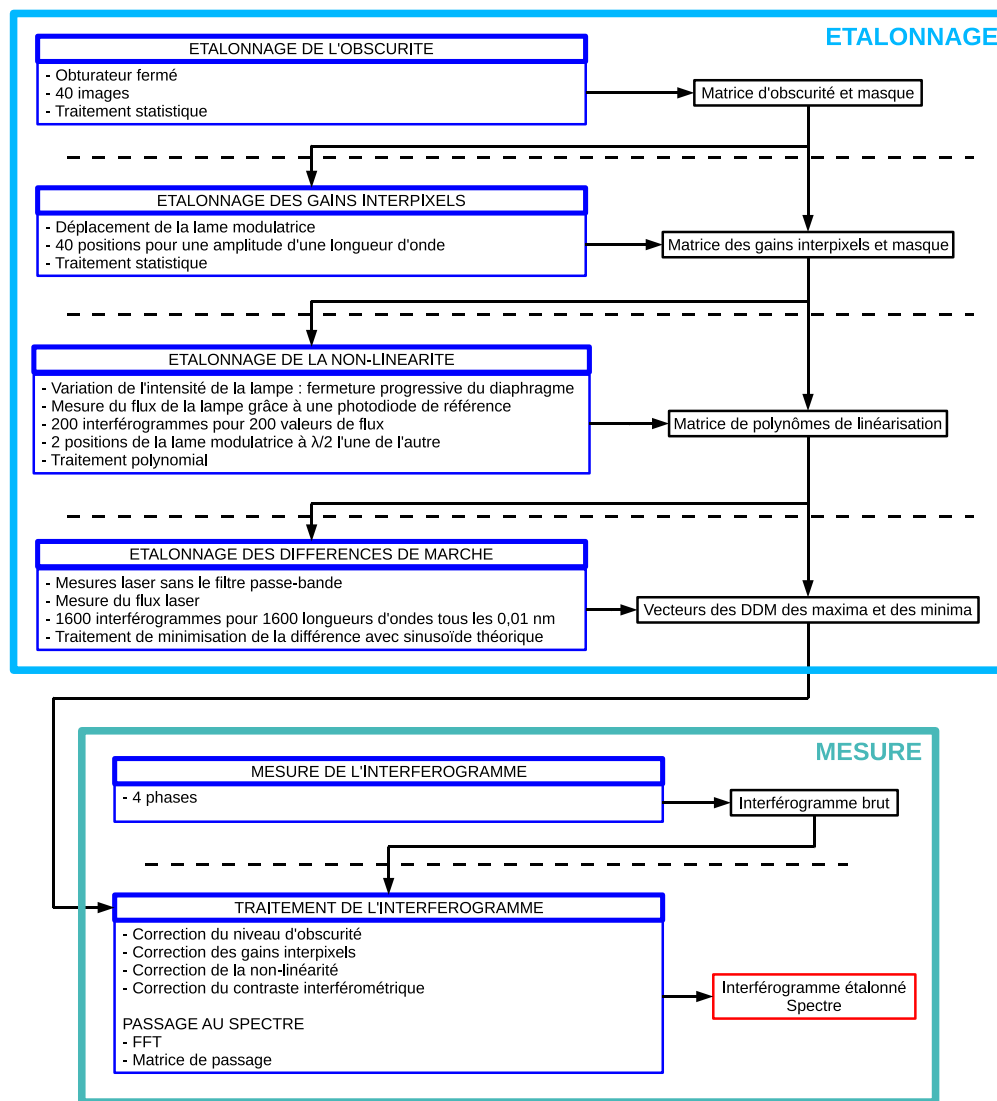 ETALONNAGE
ETALONNAGE DE L'OBSCURITE
- Obturateur fermé
- 40 images
- Traitement statistique
Matrice d'obscurité et masque
ETALONNAGE DES GAINS INTERPIXELS
- Déplacement de la lame modulatrice
- 40 positions pour une amplitude d'une longueur d'onde
- Traitement statistique
Matrice des gains interpixels et masque
ETALONNAGE DE LA NON-LINEARITE
- Variation de l'intensité de la lampe : fermeture progressive du diaphragme
- Mesure du flux de la lampe grâce à une photodiode de référence
- 200 interférogrammes pour 200 valeurs de flux
- 2 positions de la lame modulatrice à λ/2 l'une de l'autre
- Traitement polynomial
Matrice de polynômes de linéarisation
ETALONNAGE DES DIFFERENCES DE MARCHE
- Mesures laser sans le filtre passe-bande
- Mesure du flux laser
- 1600 interférogrammes pour 1600 longueurs d'ondes tous les 0,01 nm
- Traitement de minimisation de la différence avec sinusoïde théorique
Vecteurs des DDM des maxima et des minima
MESURE
MESURE DE L'INTERFEROGRAMME
- 4 phases
Interférogramme brut
TRAITEMENT DE L'INTERFEROGRAMME
- Correction du niveau d'obscurité
- Correction des gains interpixels
- Correction de la non-linéarité
- Correction du contraste interférométrique
PASSAGE AU SPECTRE
- FFT
- Matrice de passage
Interférogramme étalonné
Spectre